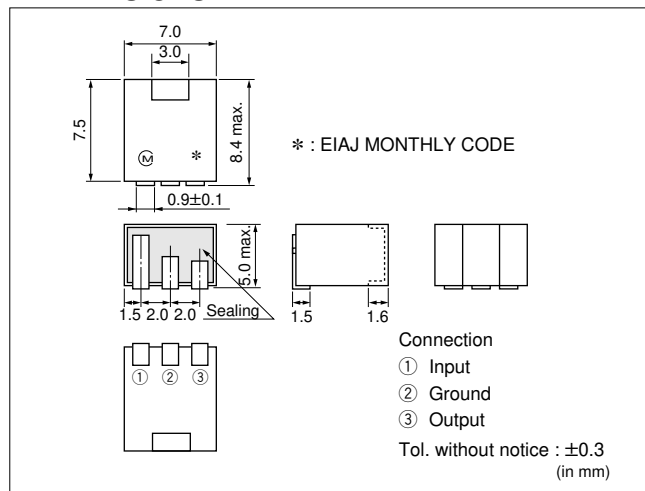 7.0
3.0
7.5
8.4 max.
M
*
* : EIAJ MONTHLY CODE
0.9±0.1
5.0 max.
1.5 2.0 2.0 Sealing
1.5 1.6
① ② ③
Connection
① Input
② Ground
③ Output
Tol. without notice : ±0.3
(in mm)